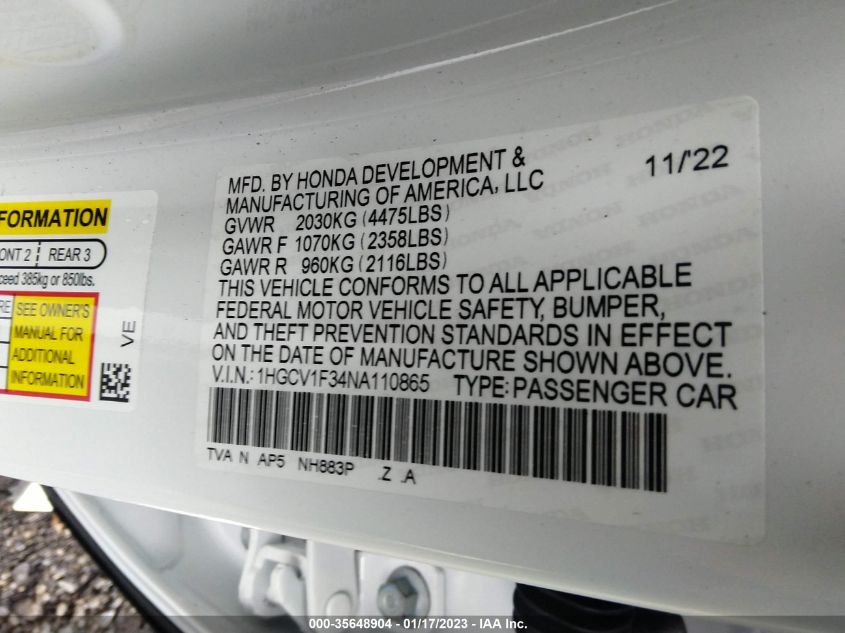 MFD. BY HONDA DEVELOPMENT &
MANUFACTURING OF AMERICA, LLC
11/'22
GVWR 2030KG (4475LBS)
GAWR F 1070KG (2358LBS)
GAWR R 960KG (2116LBS)
THIS VEHICLE CONFORMS TO ALL APPLICABLE
FEDERAL MOTOR VEHICLE SAFETY, BUMPER,
AND THEFT PREVENTION STANDARDS IN EFFECT
ON THE DATE OF MANUFACTURE SHOWN ABOVE.
V.I.N.: 1HGCV1F34NA110865 TYPE: PASSENGER CAR
TVA N AP5 NH883P Z A
FORMATION
ONT 2 REAR 3
ceed 385kg or 850lbs.
RE
SEE OWNER'S
MANUAL FOR
ADDITIONAL
INFORMATION
VE
000-35648904 - 01/17/2023 - IAA Inc.